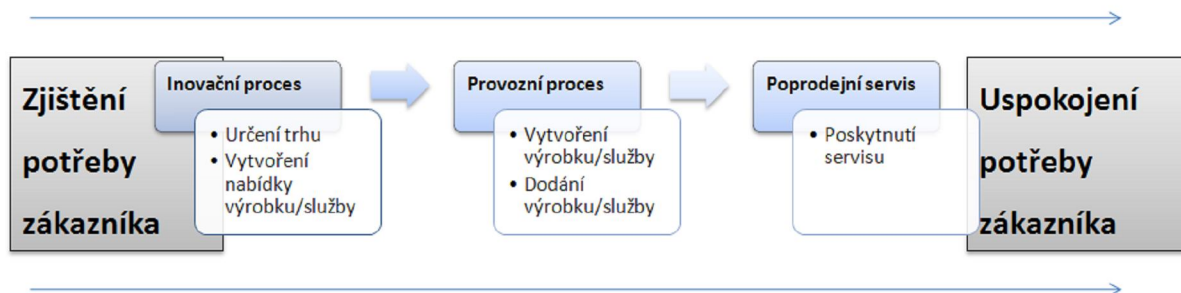 Zjištění
potřeby
zákazníka
Inovační proces
• Určení trhu
• Vytvoření
nabídky
výrobku/služby
Provozní proces
• Vytvoření
výrobku/služby
• Dodání
výrobku/služby
Poprodejní servis
• Poskytnutí
servisu
Uspokojení
potřeby
zákazníka